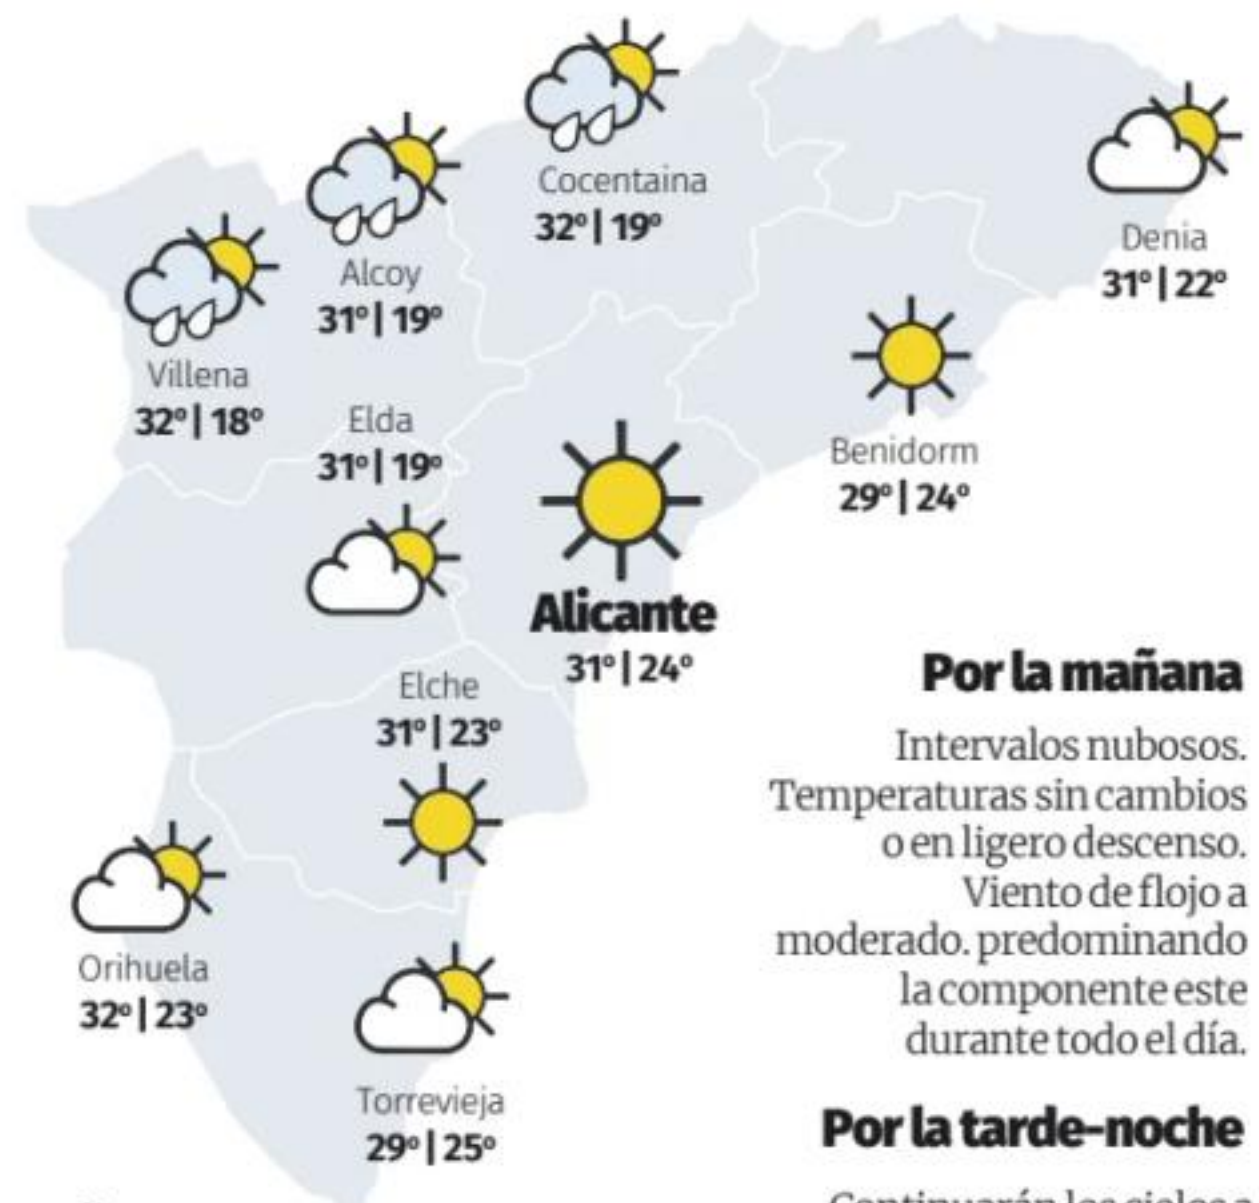 Cocentaina
32º | 19º
Alcoy
31º | 19º
Denia
31º | 22º
Villena
32º | 18º
Elda
31º | 19º
Benidorm
29º | 24º
Alicante
31º | 24º
Elche
31º | 23º
Orihuela
32º | 23º
Torrevieja
29º | 25º
Por la mañana
Intervalos nubosos.
Temperaturas sin cambios
o en ligero descenso.
Viento de flojo a
moderado. predominando
la componente este
durante todo el día.
Por la tarde-noche
Continuarán los cielos